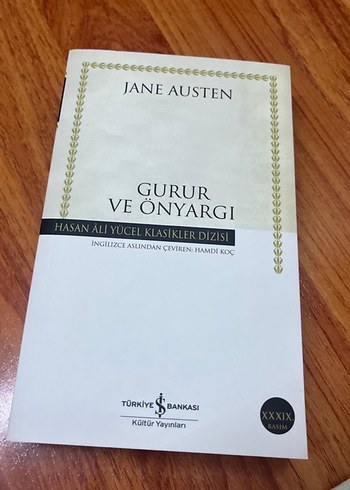 JANE AUSTEN
GURUR
VE ÖNYARGI
HASAN ÂLİ YÜCEL KLASİKLER DİZİSİ
İNGİLİZCE ASLINDAN ÇEVİREN: HAMDİ KOÇ
TÜRKİYE İŞ BANKASI
Kültür Yayınları
XXXIX.
BASIM